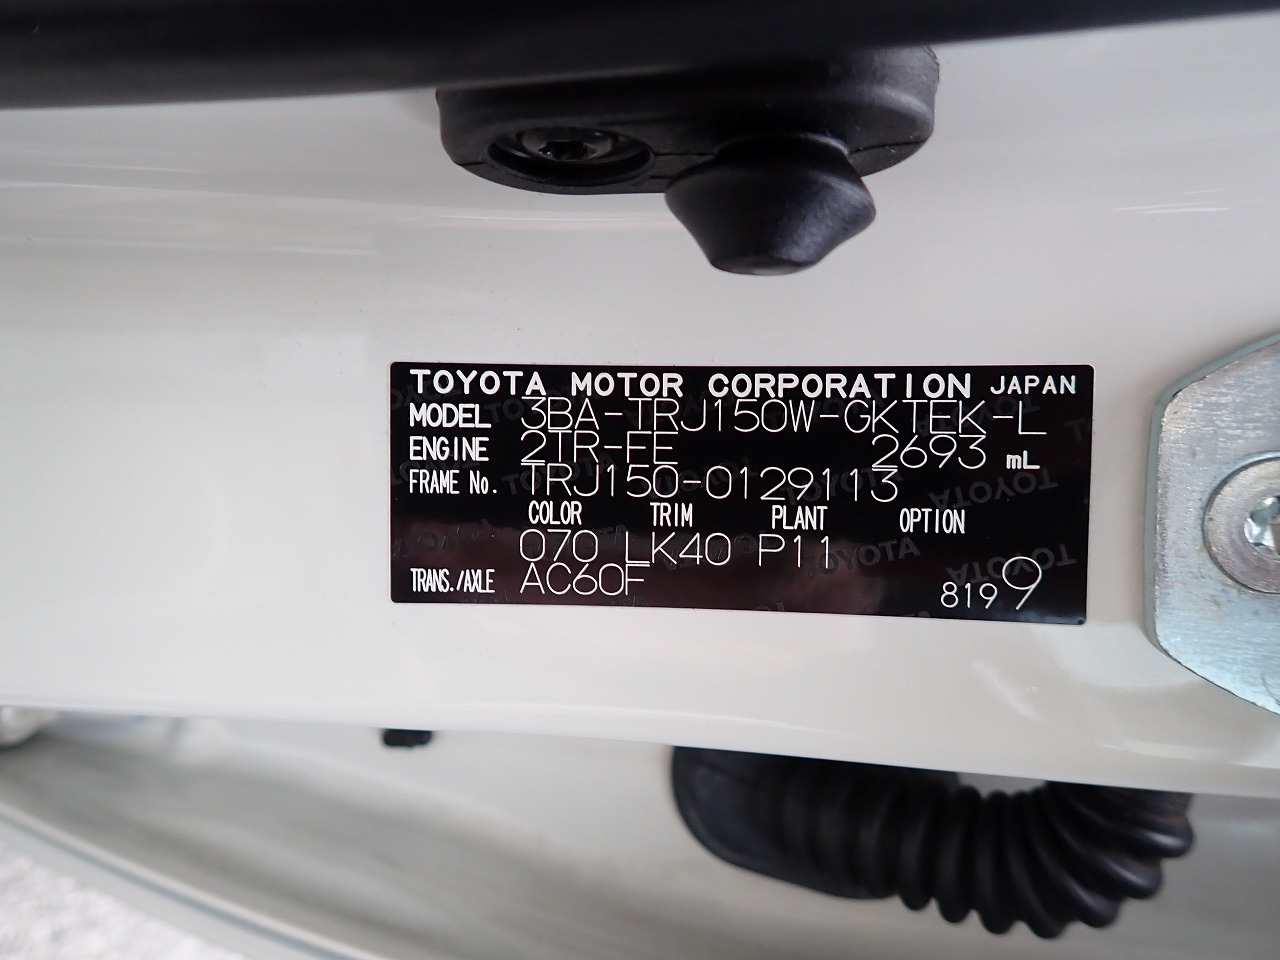 TOYOTA MOTOR CORPORATION JAPAN
MODEL 3BA-TRJ150W-GKTEK-L
ENGINE 2TR-FE 2693 mL
FRAME No. TRJ150-0129113
COLOR TRIM PLANT OPTION
070 LK40 P11
TRANS./AXLE AC60F 8199